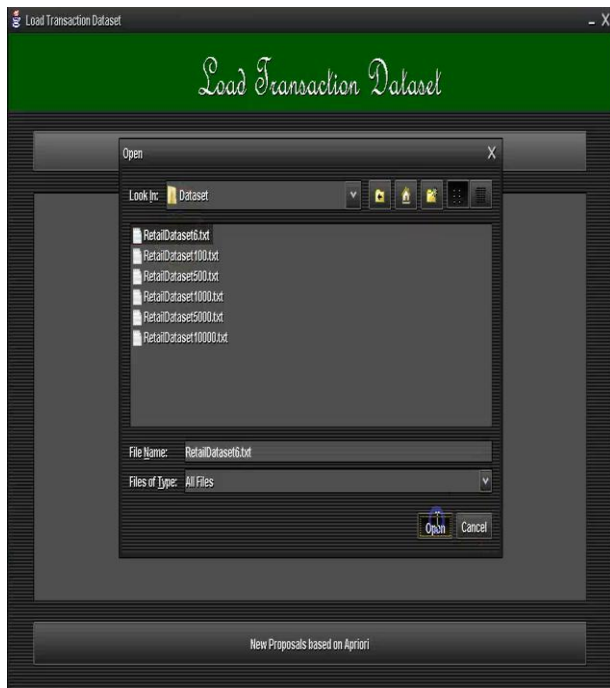 Load Transaction Dataset
Load Transaction Dataset
Open
Look In: Dataset
RetailDataset6.txt
RetailDataset100.txt
RetailDataset500.txt
RetailDataset1000.txt
RetailDataset5000.txt
RetailDataset10000.txt
File Name: RetailDataset6.txt
Files of Type: All Files
Open Cancel
New Proposals based on Apriori